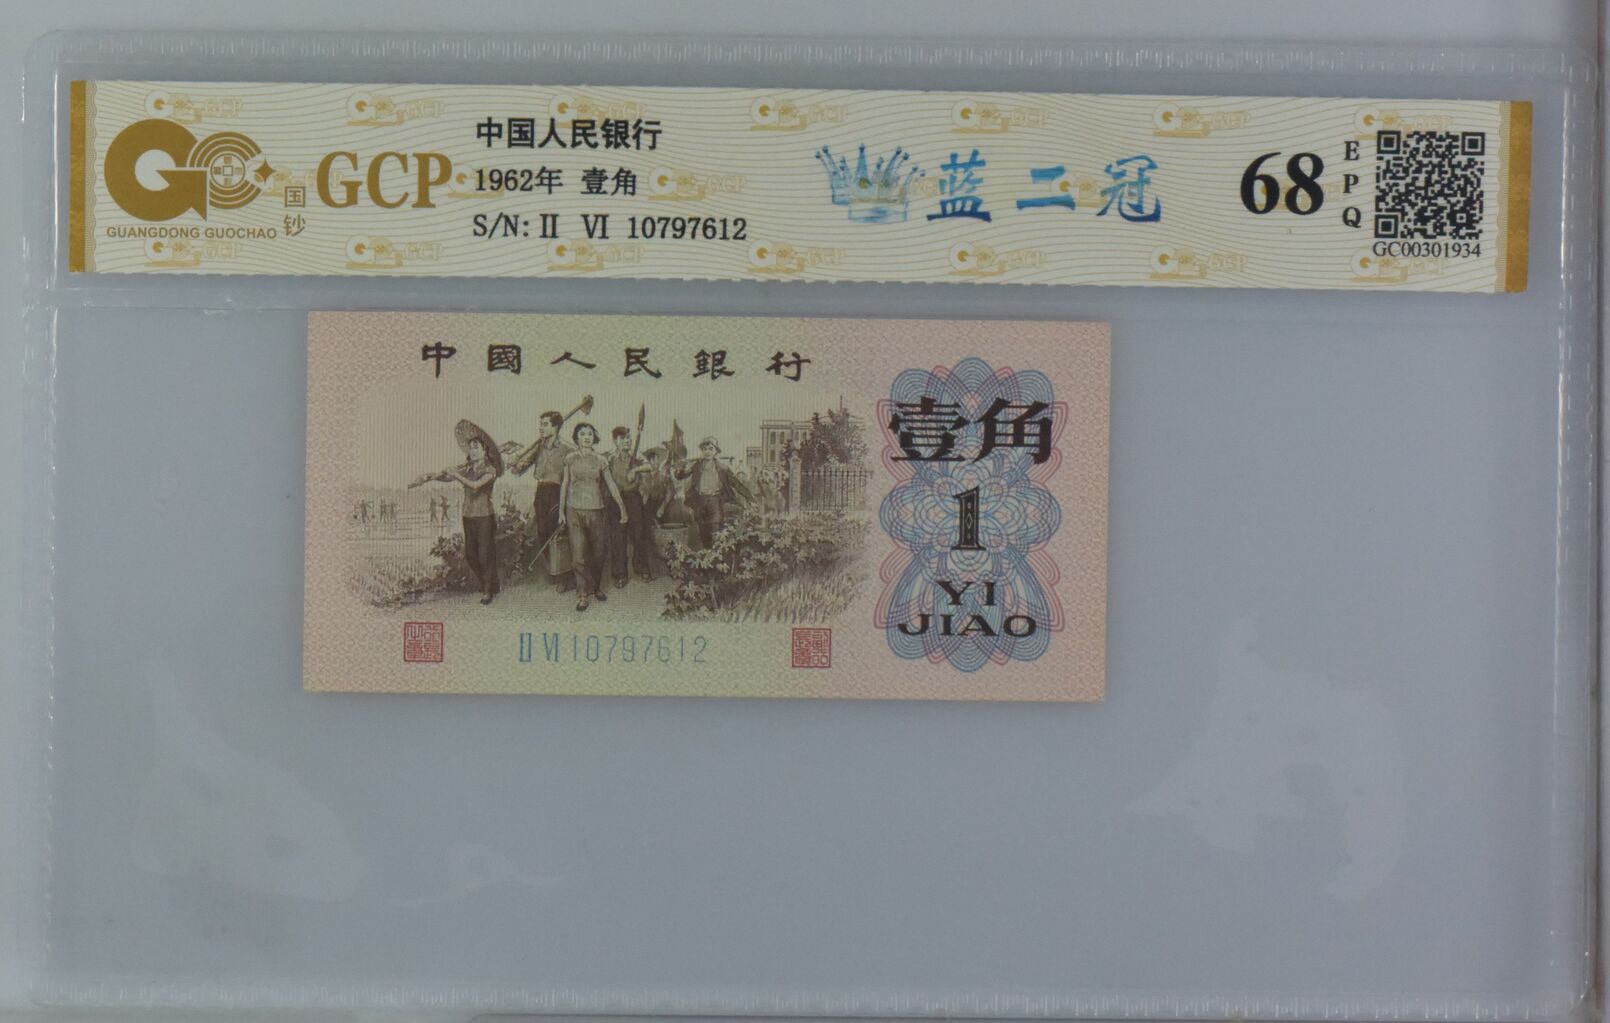 GCP
国钞
GUANGDONG GUOCHAO
中国人民银行
1962年 壹角
S/N: II VI 10797612
蓝二冠
68
EPQ
GC00301934
中國人民銀行
壹角
1
YI
JIAO
II VI 10797612